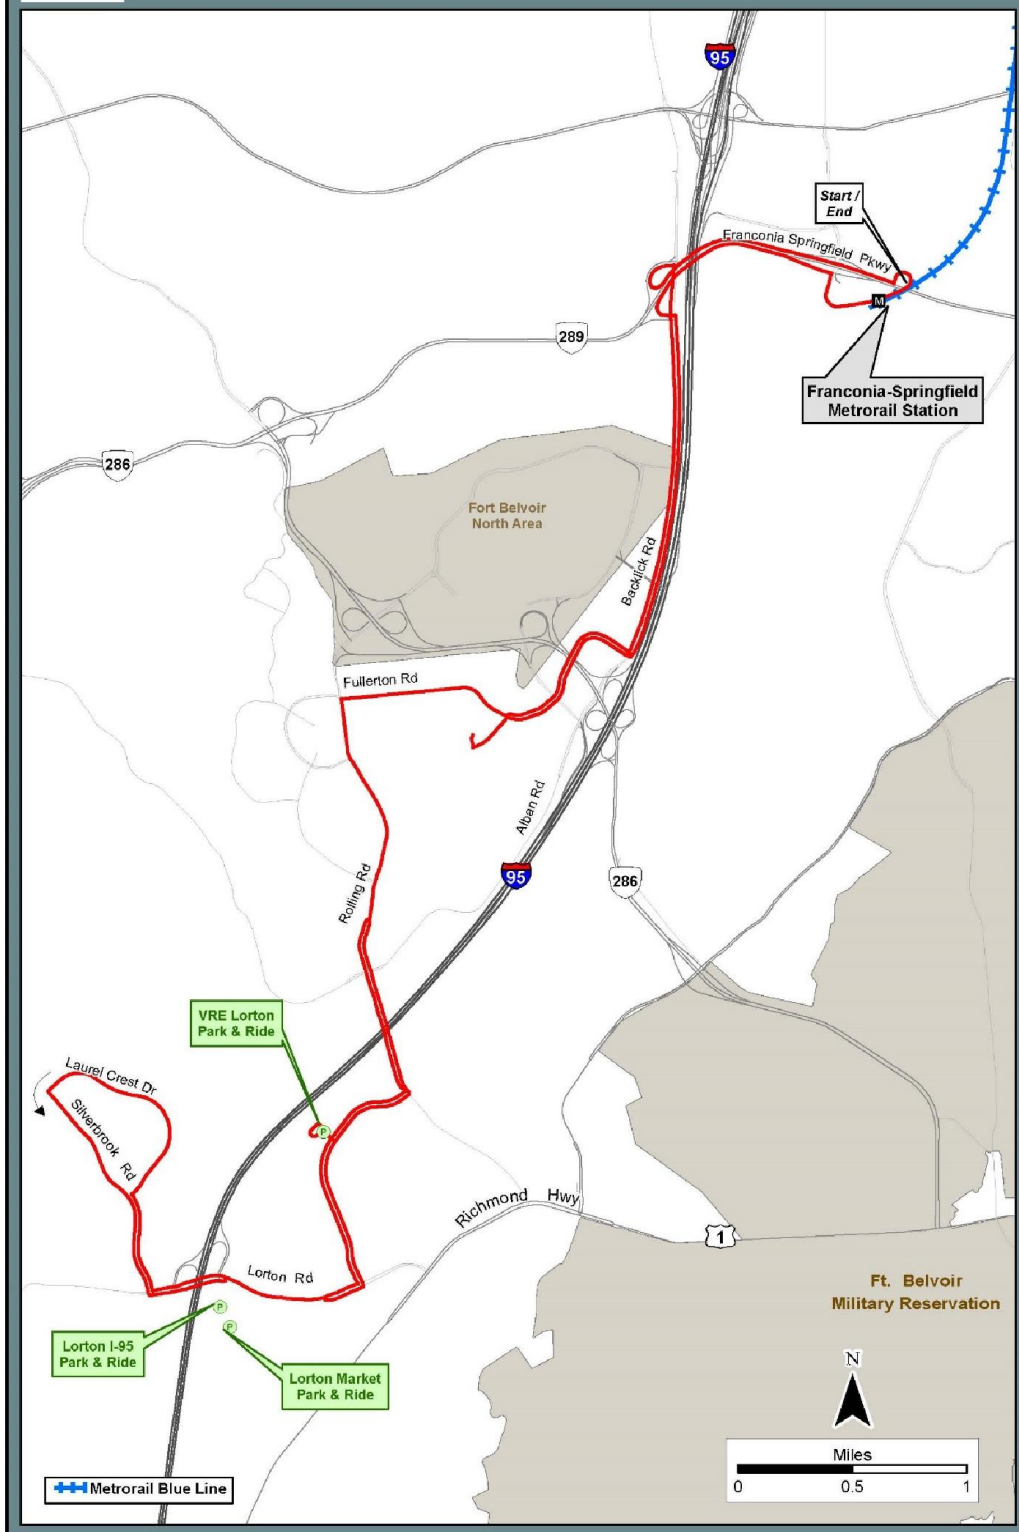 95
Start /
End
Franconia Springfield Pkwy
M
289
Franconia-Springfield
Metrorail Station
286
Fort Belvoir
North Area
Backlick Rd
Fullerton Rd
Alban Rd
95
286
Rolling Rd
VRE Lorton
Park & Ride
Laurel Crest Dr
Silverbrook Rd
P
Richmond Hwy
1
Lorton Rd
Ft. Belvoir
Military Reservation
P
P
Lorton I-95
Park & Ride
Lorton Market
Park & Ride
N
Miles
0 0.5 1
Metrorail Blue Line